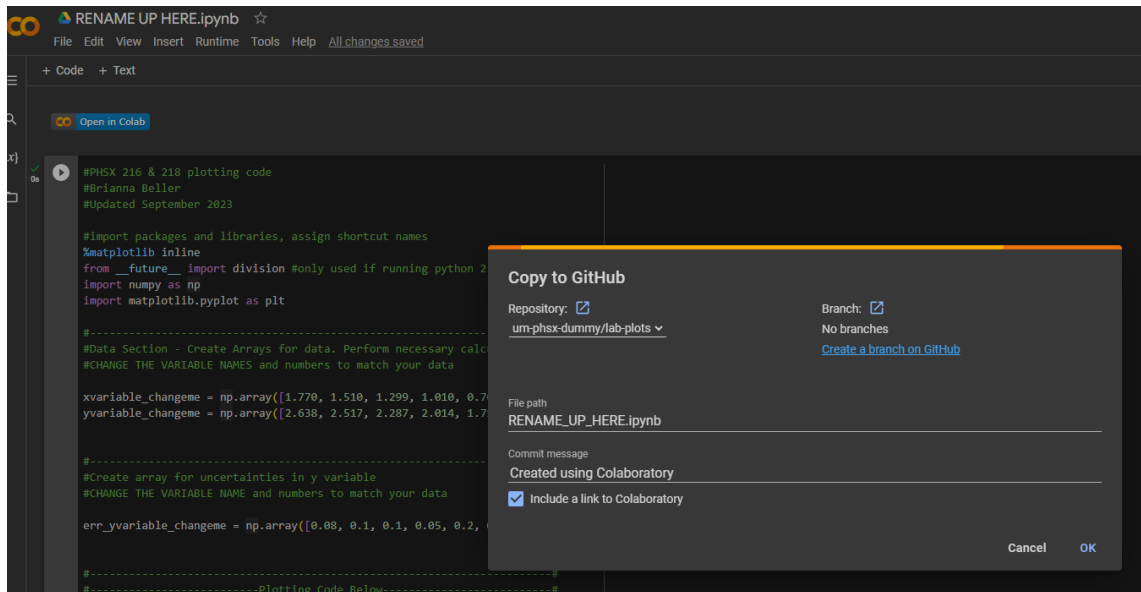 RENAME UP HERE.ipynb
File Edit View Insert Runtime Tools Help All changes saved
+ Code + Text
Open in Colab
{x}
0s
#PHSX 216 & 218 plotting code
#Brianna Beller
#Updated September 2023
#import packages and libraries, assign shortcut names
%matplotlib inline
from __future__ import division #only used if running python 2
import numpy as np
import matplotlib.pyplot as plt
#----------------------------------------------------------------------
#Data Section - Create Arrays for data. Perform necessary calc
#CHANGE THE VARIABLE NAMES and numbers to match your data
xvariable_changeme = np.array([1.770, 1.510, 1.299, 1.010, 0.7
yvariable_changeme = np.array([2.638, 2.517, 2.287, 2.014, 1.7
#----------------------------------------------------------------------
#Create array for uncertainties in y variable
#CHANGE THE VARIABLE NAME and numbers to match your data
err_yvariable_changeme = np.array([0.08, 0.1, 0.1, 0.05, 0.2,
#----------------------------------------------------------------------#
#-------------------------Plotting Code Below-------------------------#
Copy to GitHub
Repository:
um-phsx-dummy/lab-plots
Branch:
No branches
Create a branch on GitHub
File path
RENAME_UP_HERE.ipynb
Commit message
Created using Colaboratory
Include a link to Colaboratory
Cancel OK